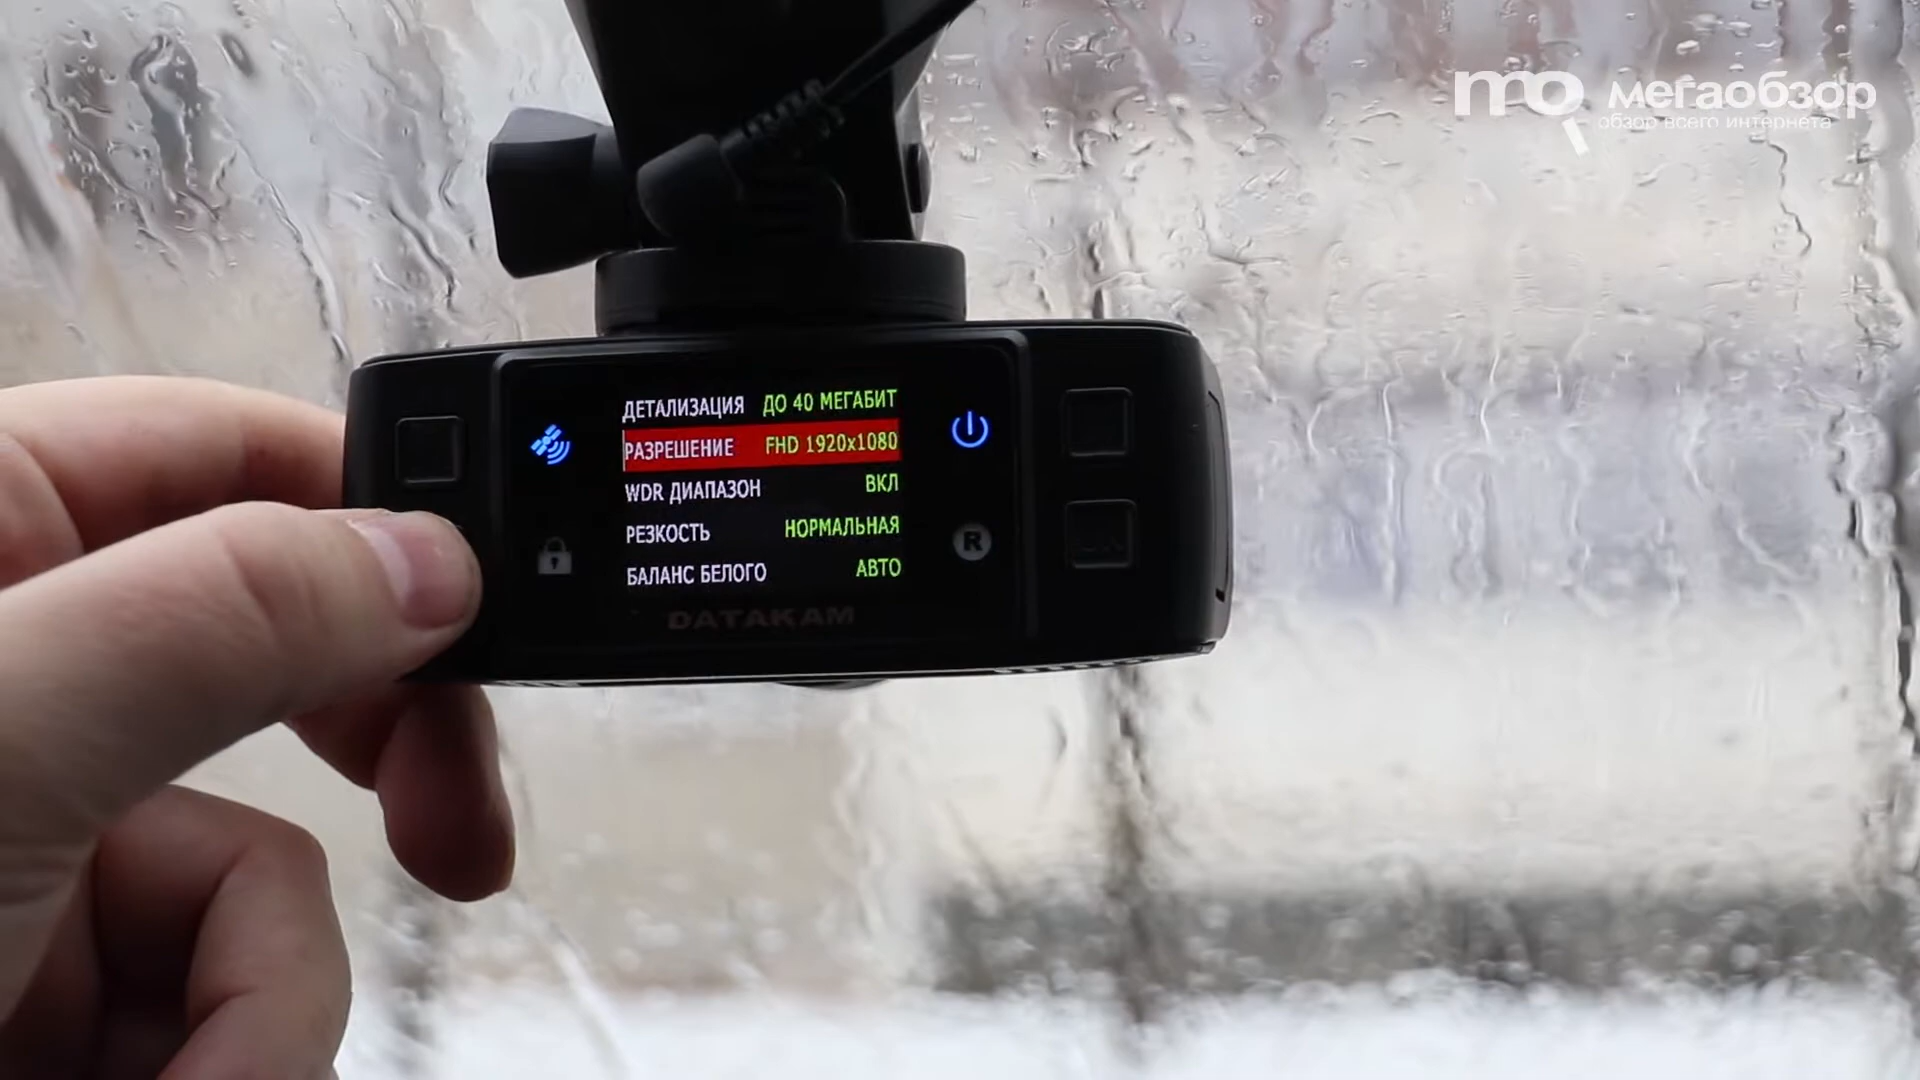 mo мегаобзор
обзор всего интернета
ДЕТАЛИЗАЦИЯ ДО 40 МЕГАБИТ
РАЗРЕШЕНИЕ FHD 1920x1080
WDR ДИАПАЗОН ВКЛ
РЕЗКОСТЬ НОРМАЛЬНАЯ
БАЛАНС БЕЛОГО АВТО
R
DATAKAM